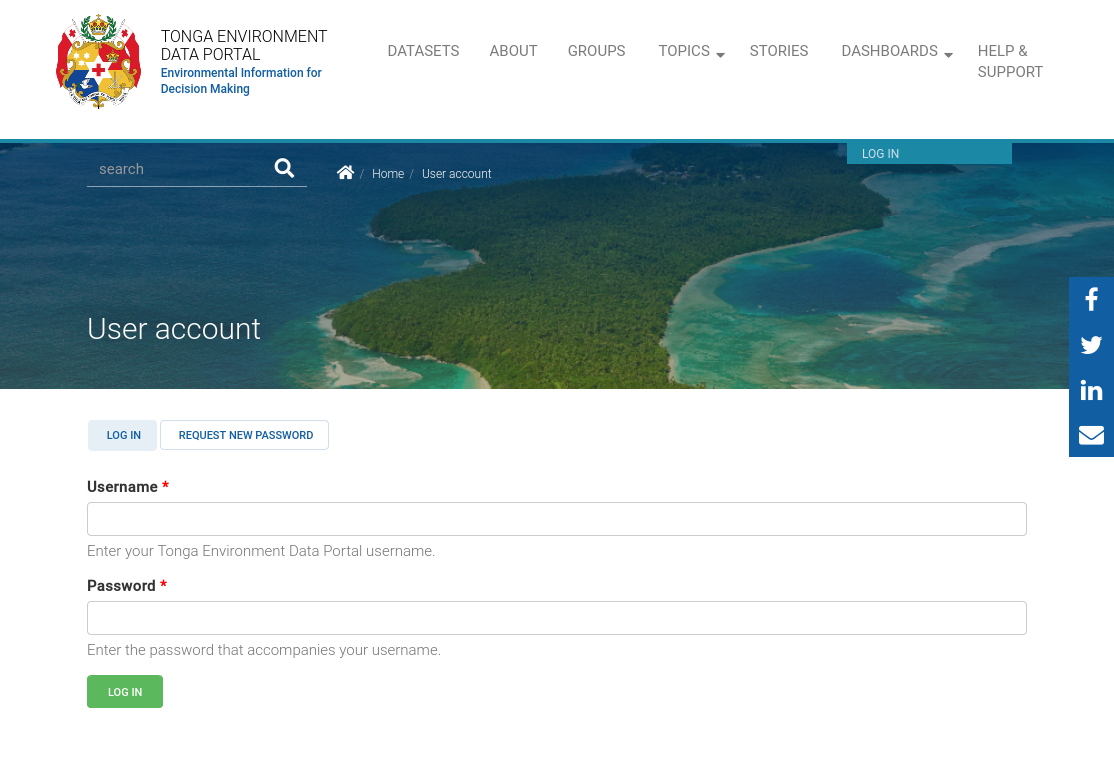 TONGA ENVIRONMENT
DATA PORTAL
Environmental Information for
Decision Making
DATASETS
ABOUT
GROUPS
TOPICS
STORIES
DASHBOARDS
HELP &
SUPPORT
LOG IN
search
/ Home / User account
User account
LOG IN
REQUEST NEW PASSWORD
Username *
Enter your Tonga Environment Data Portal username.
Password *
Enter the password that accompanies your username.
LOG IN